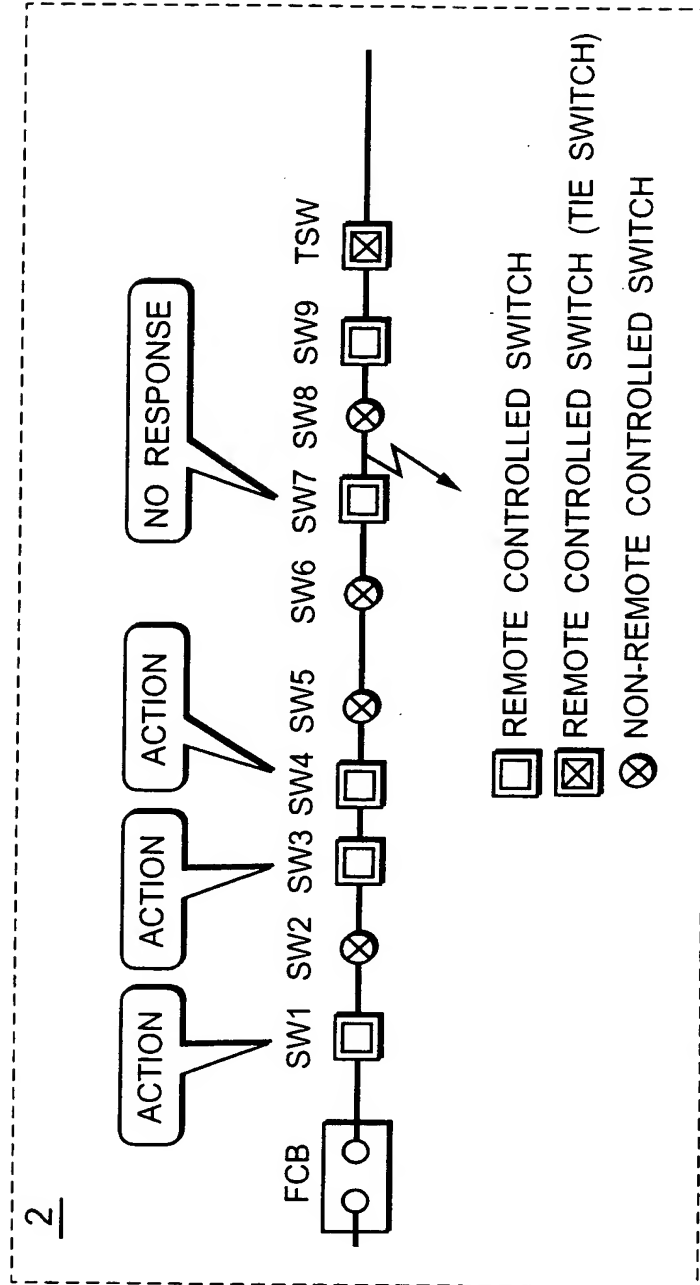 2
ACTION
ACTION
ACTION
NO RESPONSE
FCB
SW1
SW2
SW3
SW4
SW5
SW6
SW7
SW8
SW9
TSW
REMOTE CONTROLLED SWITCH
REMOTE CONTROLLED SWITCH (TIE SWITCH)
NON-REMOTE CONTROLLED SWITCH